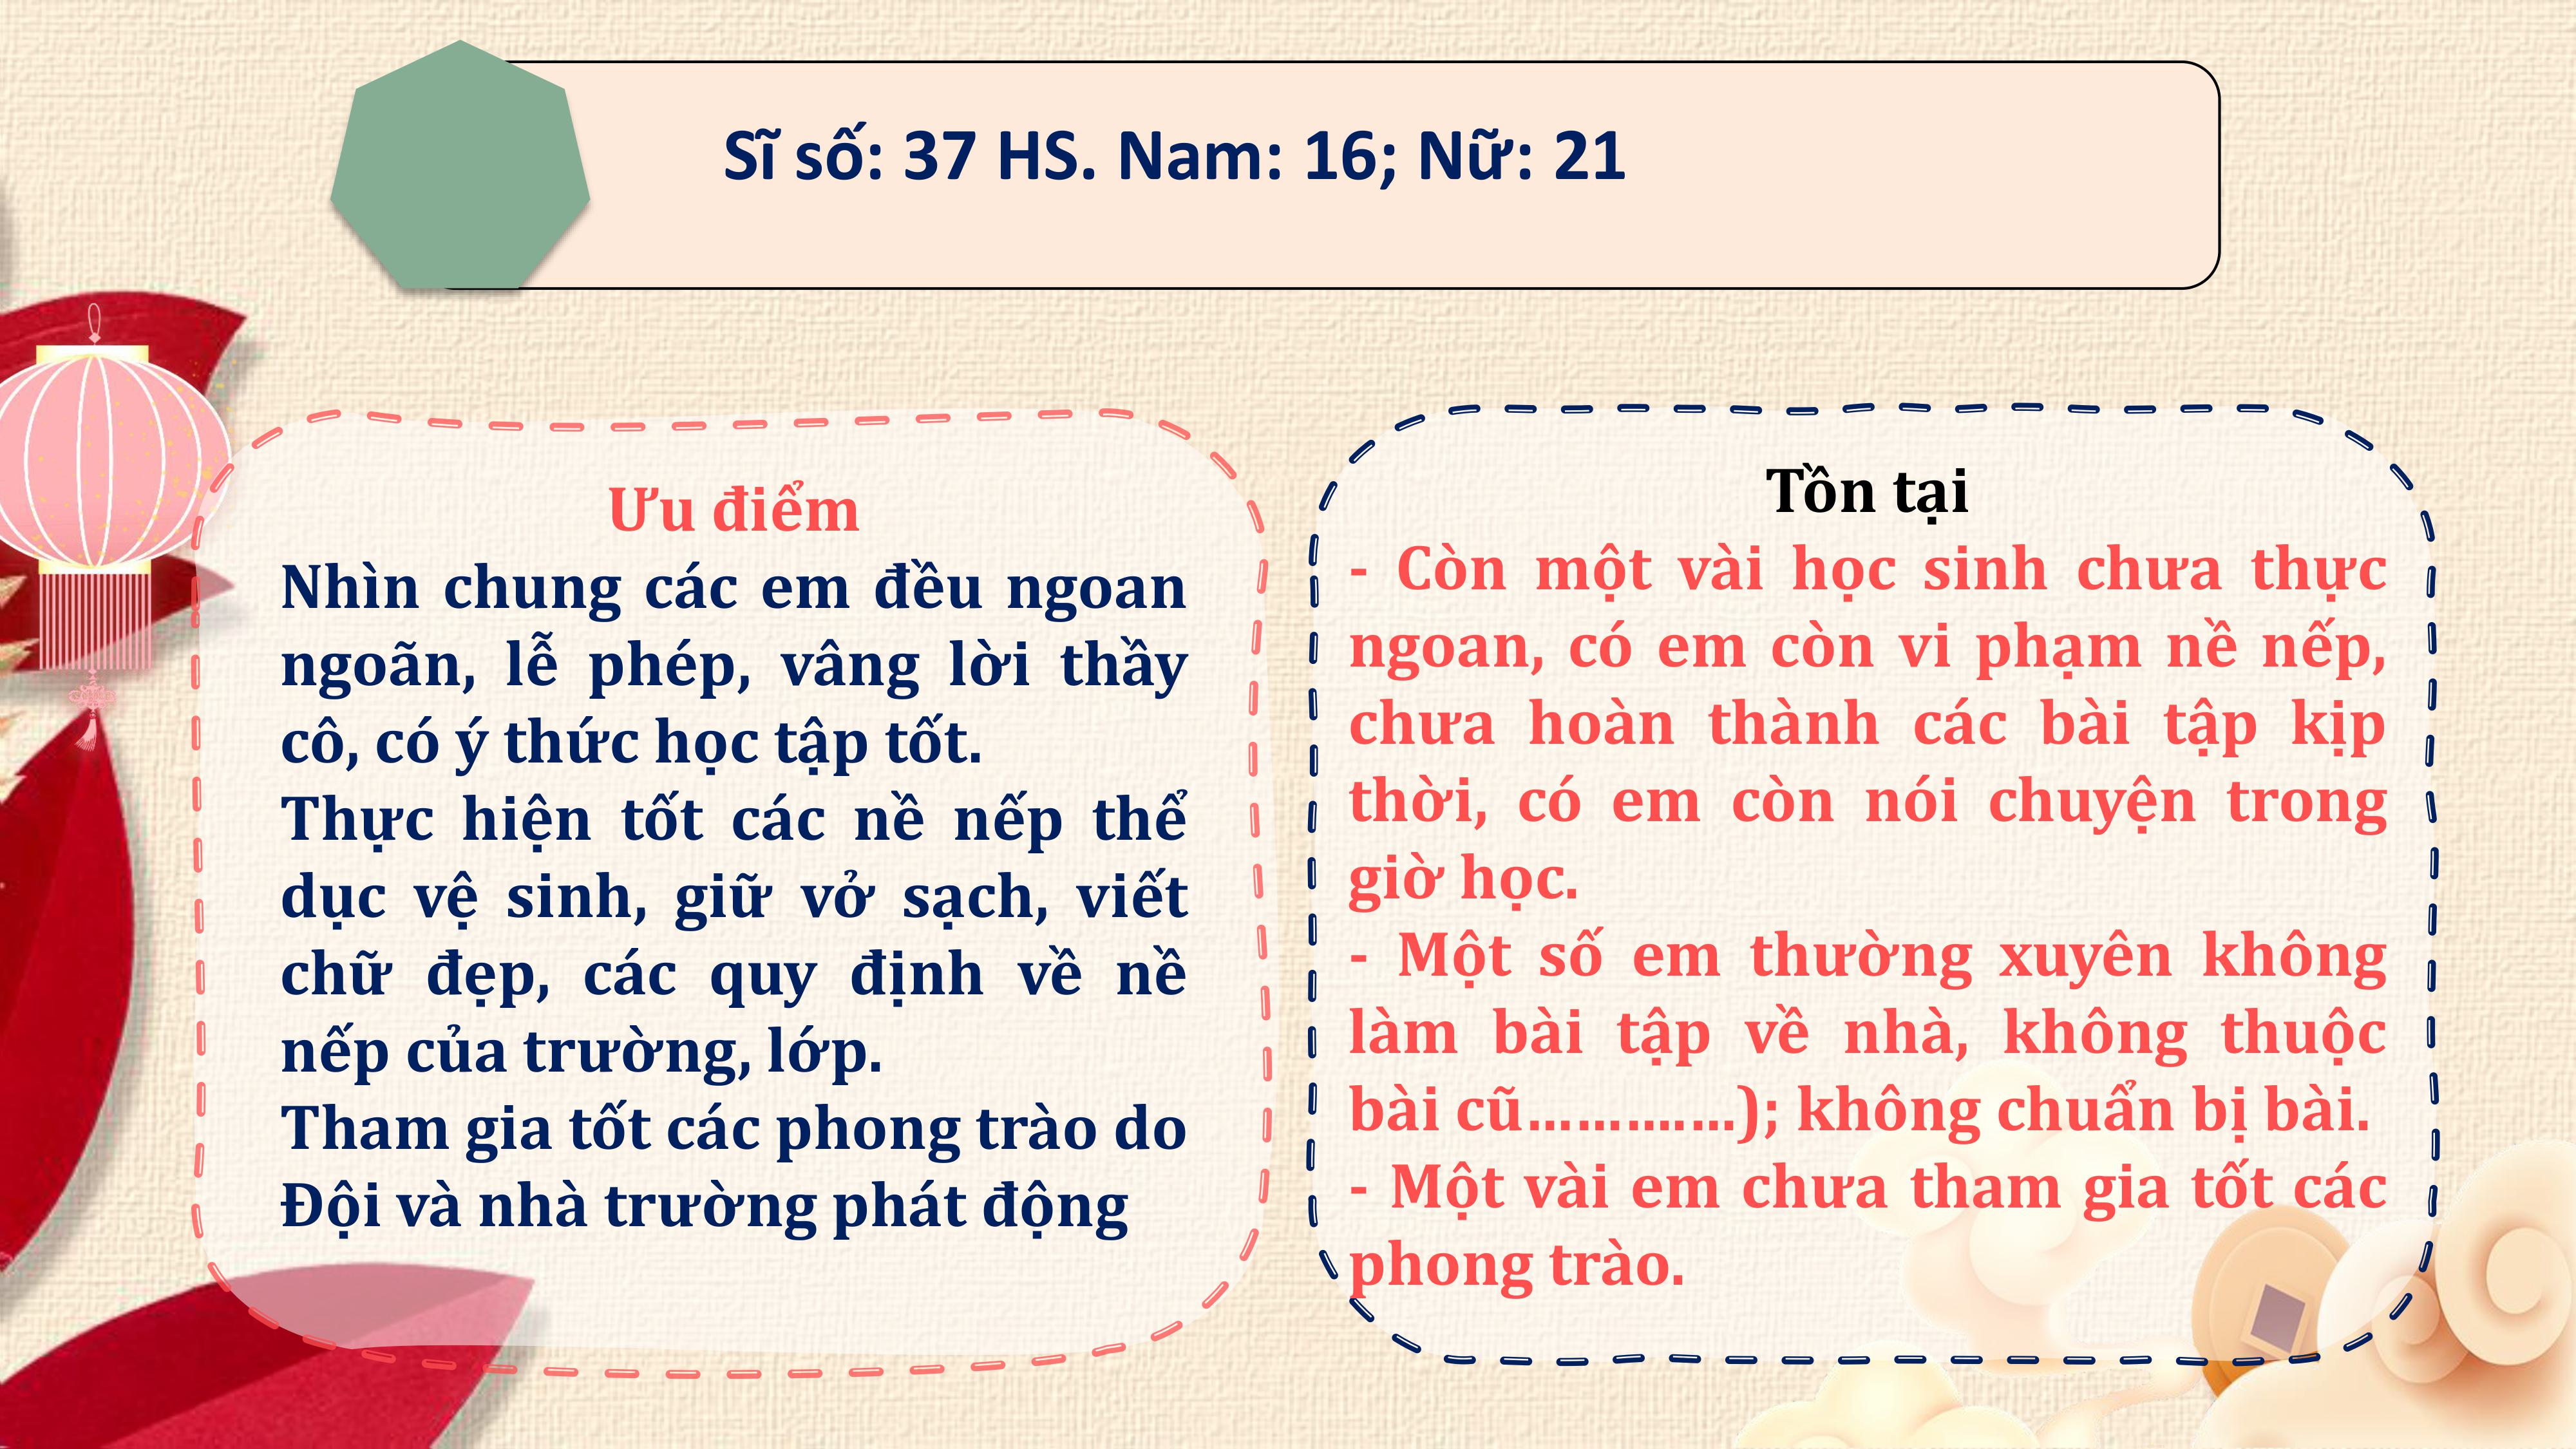 Sĩ số: 37 HS. Nam: 16; Nữ: 21
Ưu điểm
Nhìn chung các em đều ngoan
ngoãn, lễ phép, vâng lời thầy
cô, có ý thức học tập tốt.
Thực hiện tốt các nề nếp thể
dục vệ sinh, giữ vở sạch, viết
chữ đẹp, các quy định về nề
nếp của trường, lớp.
Tham gia tốt các phong trào do
Đội và nhà trường phát động
Tồn tại
- Còn một vài học sinh chưa thực
ngoan, có em còn vi phạm nề nếp,
chưa hoàn thành các bài tập kịp
thời, có em còn nói chuyện trong
giờ học.
- Một số em thường xuyên không
làm bài tập về nhà, không thuộc
bài cũ…………..); không chuẩn bị bài.
- Một vài em chưa tham gia tốt các
phong trào.